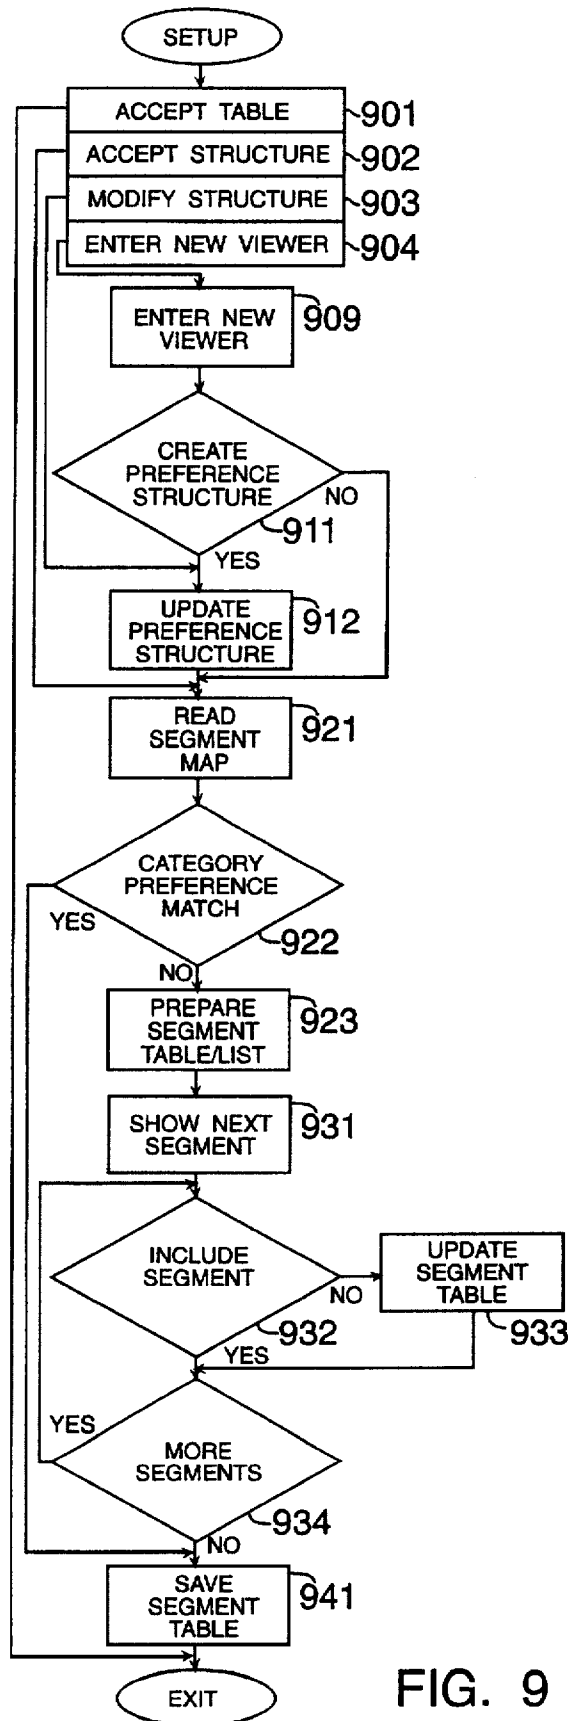 SETUP
ACCEPT TABLE
901
ACCEPT STRUCTURE
902
MODIFY STRUCTURE
903
ENTER NEW VIEWER
904
ENTER NEW
VIEWER
909
CREATE
PREFERENCE
STRUCTURE
NO
911
YES
UPDATE
PREFERENCE
STRUCTURE
912
READ
SEGMENT
MAP
921
CATEGORY
PREFERENCE
MATCH
YES
922
NO
PREPARE
SEGMENT
TABLE/LIST
923
SHOW NEXT
SEGMENT
931
INCLUDE
SEGMENT
NO
932
UPDATE
SEGMENT
TABLE
933
YES
YES
MORE
SEGMENTS
934
NO
SAVE
SEGMENT
TABLE
941
EXIT
FIG. 9